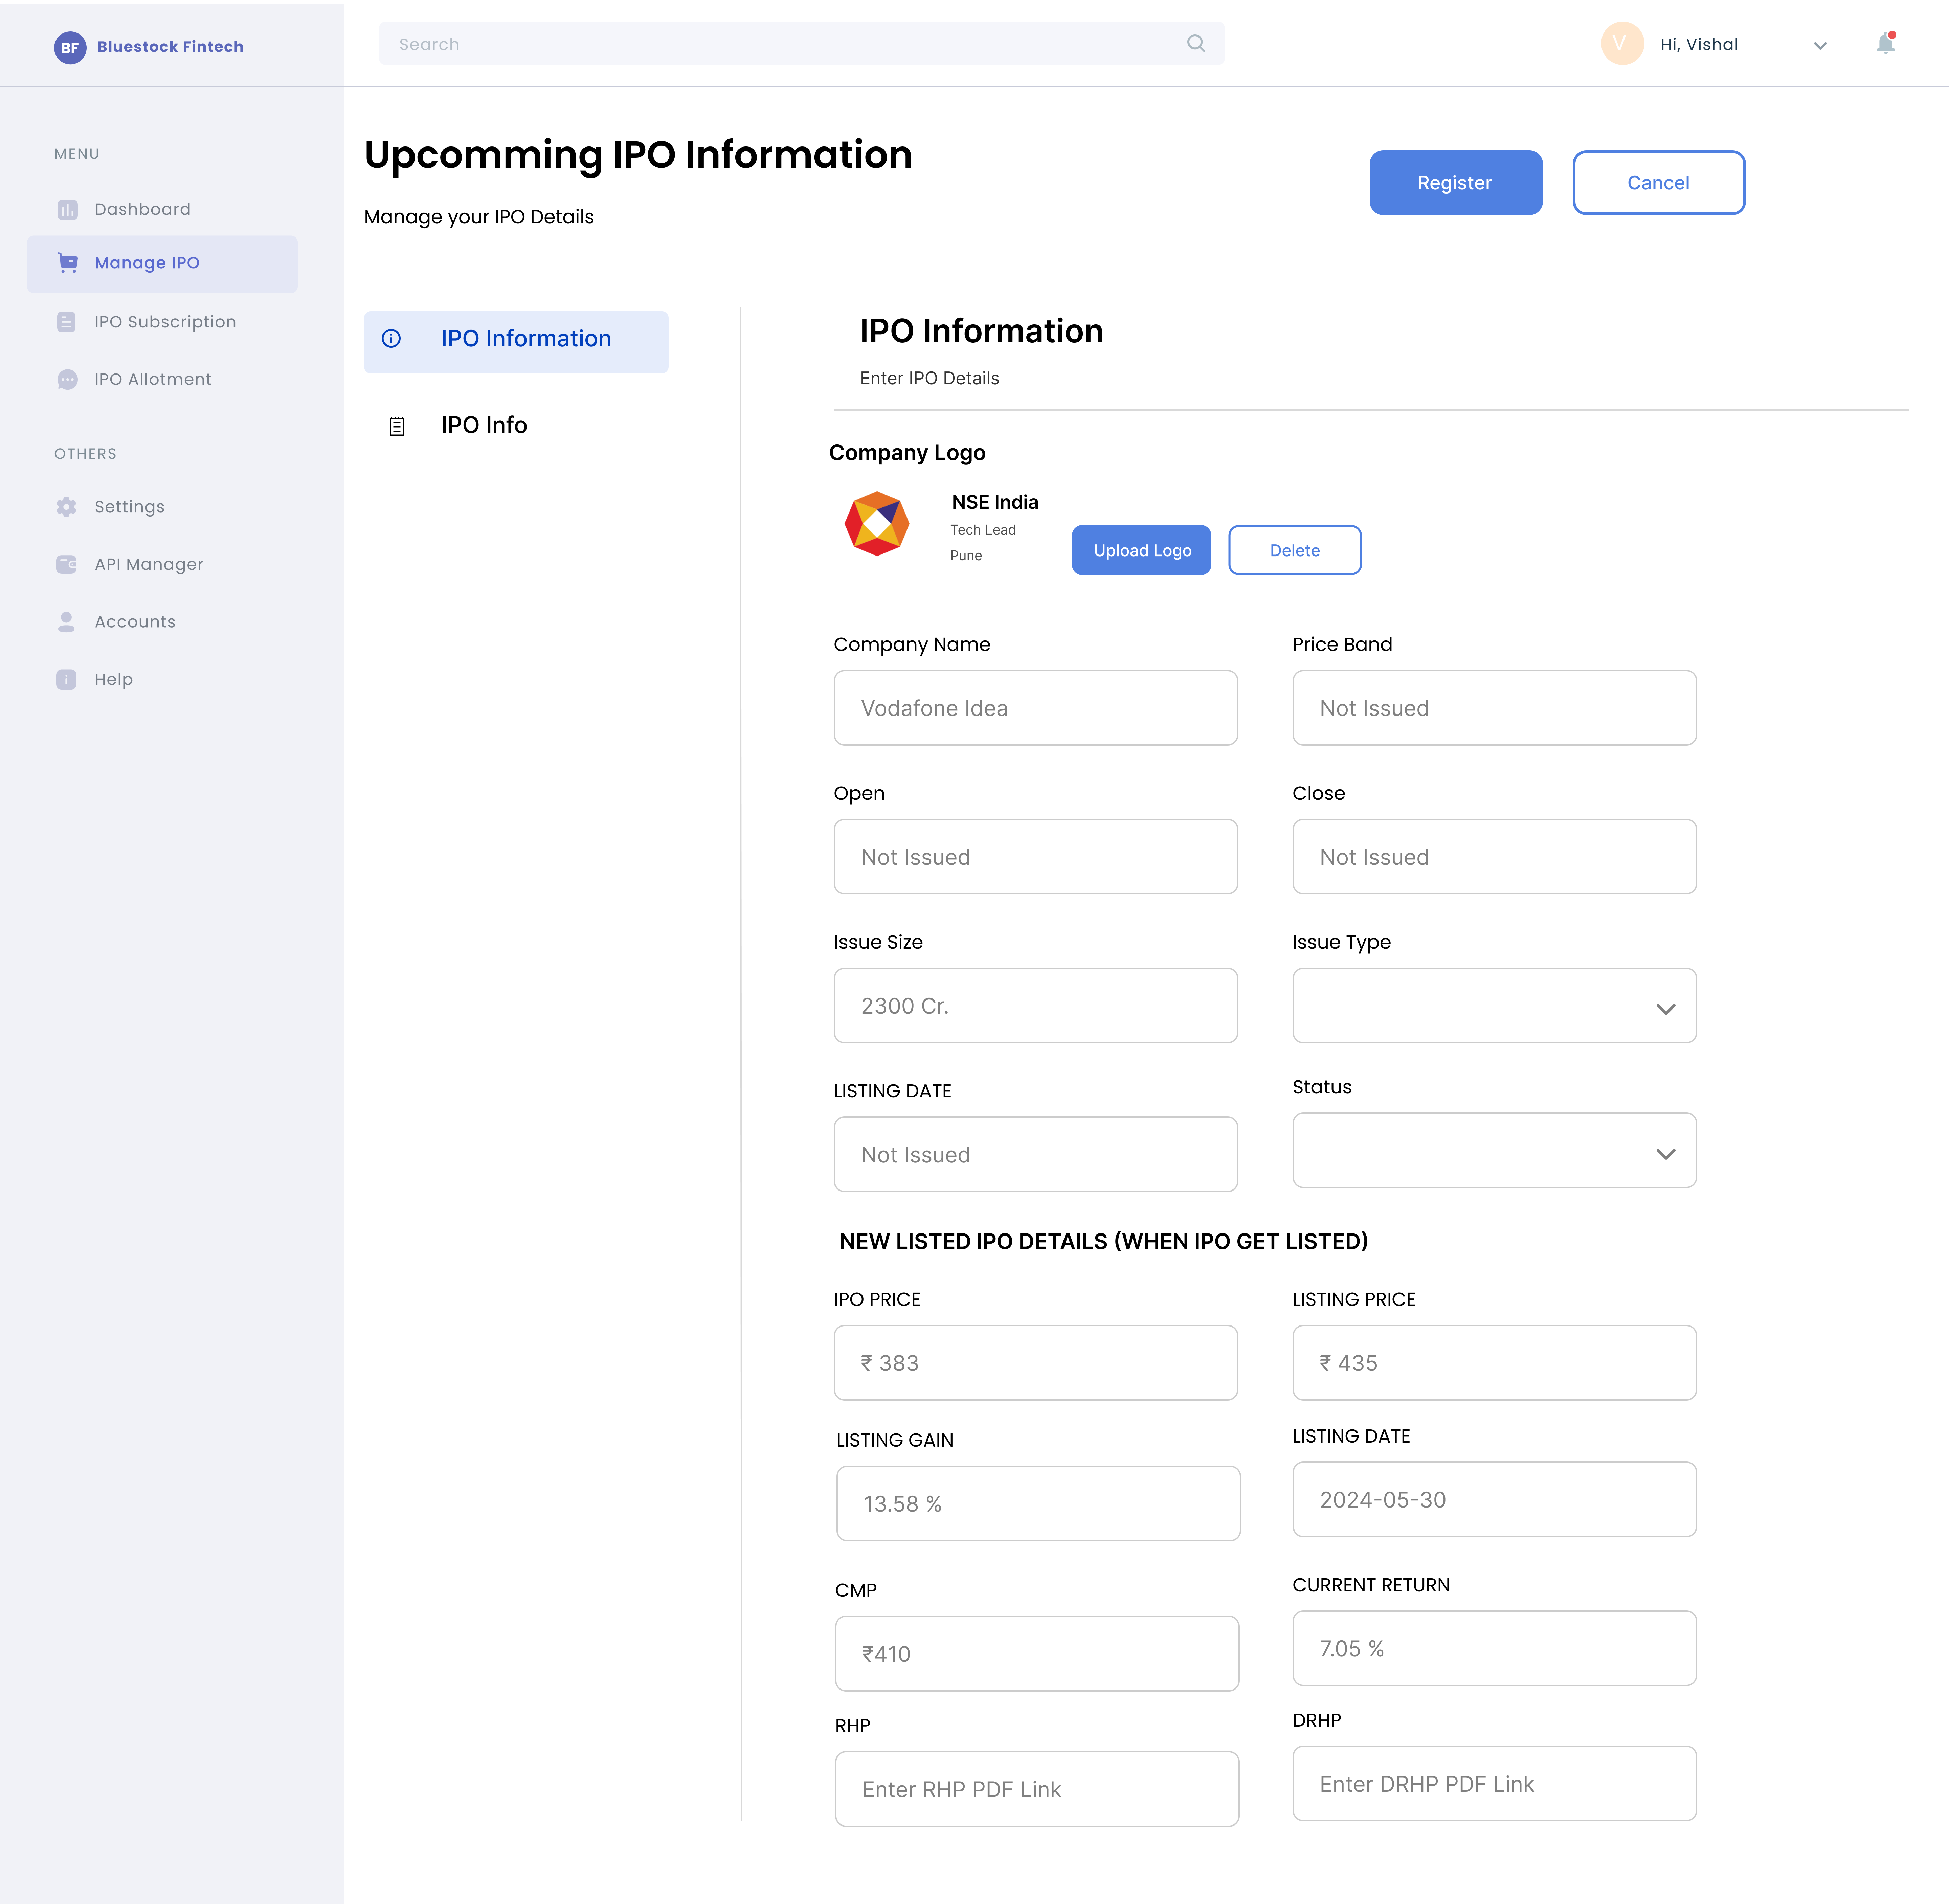 BF Bluestock Fintech
Search
V
Hi, Vishal
MENU
Dashboard
Manage IPO
IPO Subscription
IPO Allotment
OTHERS
Settings
API Manager
Accounts
Help
Upcomming IPO Information
Manage your IPO Details
Register
Cancel
IPO Information
IPO Info
IPO Information
Enter IPO Details
Company Logo
NSE India
Tech Lead
Pune
Upload Logo
Delete
Company Name
Price Band
Vodafone Idea
Not Issued
Open
Close
Not Issued
Not Issued
Issue Size
Issue Type
2300 Cr.
LISTING DATE
Status
Not Issued
NEW LISTED IPO DETAILS (WHEN IPO GET LISTED)
IPO PRICE
LISTING PRICE
₹ 383
₹ 435
LISTING GAIN
LISTING DATE
13.58 %
2024-05-30
CMP
CURRENT RETURN
₹410
7.05 %
RHP
DRHP
Enter RHP PDF Link
Enter DRHP PDF Link